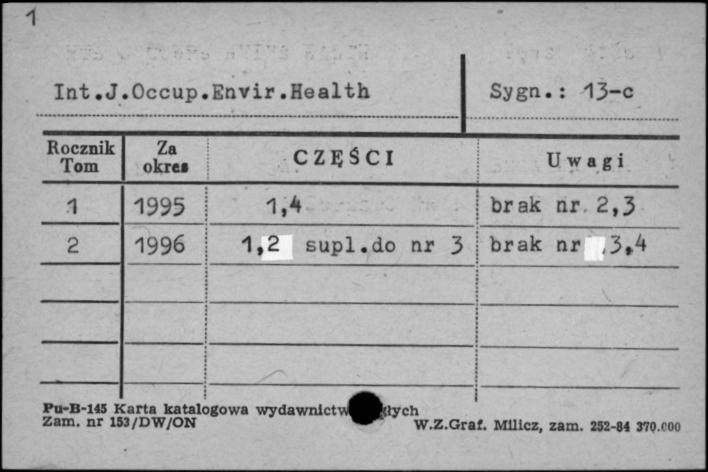 1
Int.J.Occup.Envir.Health Sygn.: 13-c
Rocznik Tom Za okres CZĘŚCI Uwagi
1 1995 1,4 brak nr 2,3
2 1996 1,2 supl.do nr 3 brak nr 3,4
Pu-B-145 Karta katalogowa
Zam. nr 153/DW/ON
W.Z.Graf. Milicz, zam. 252-84 370.000